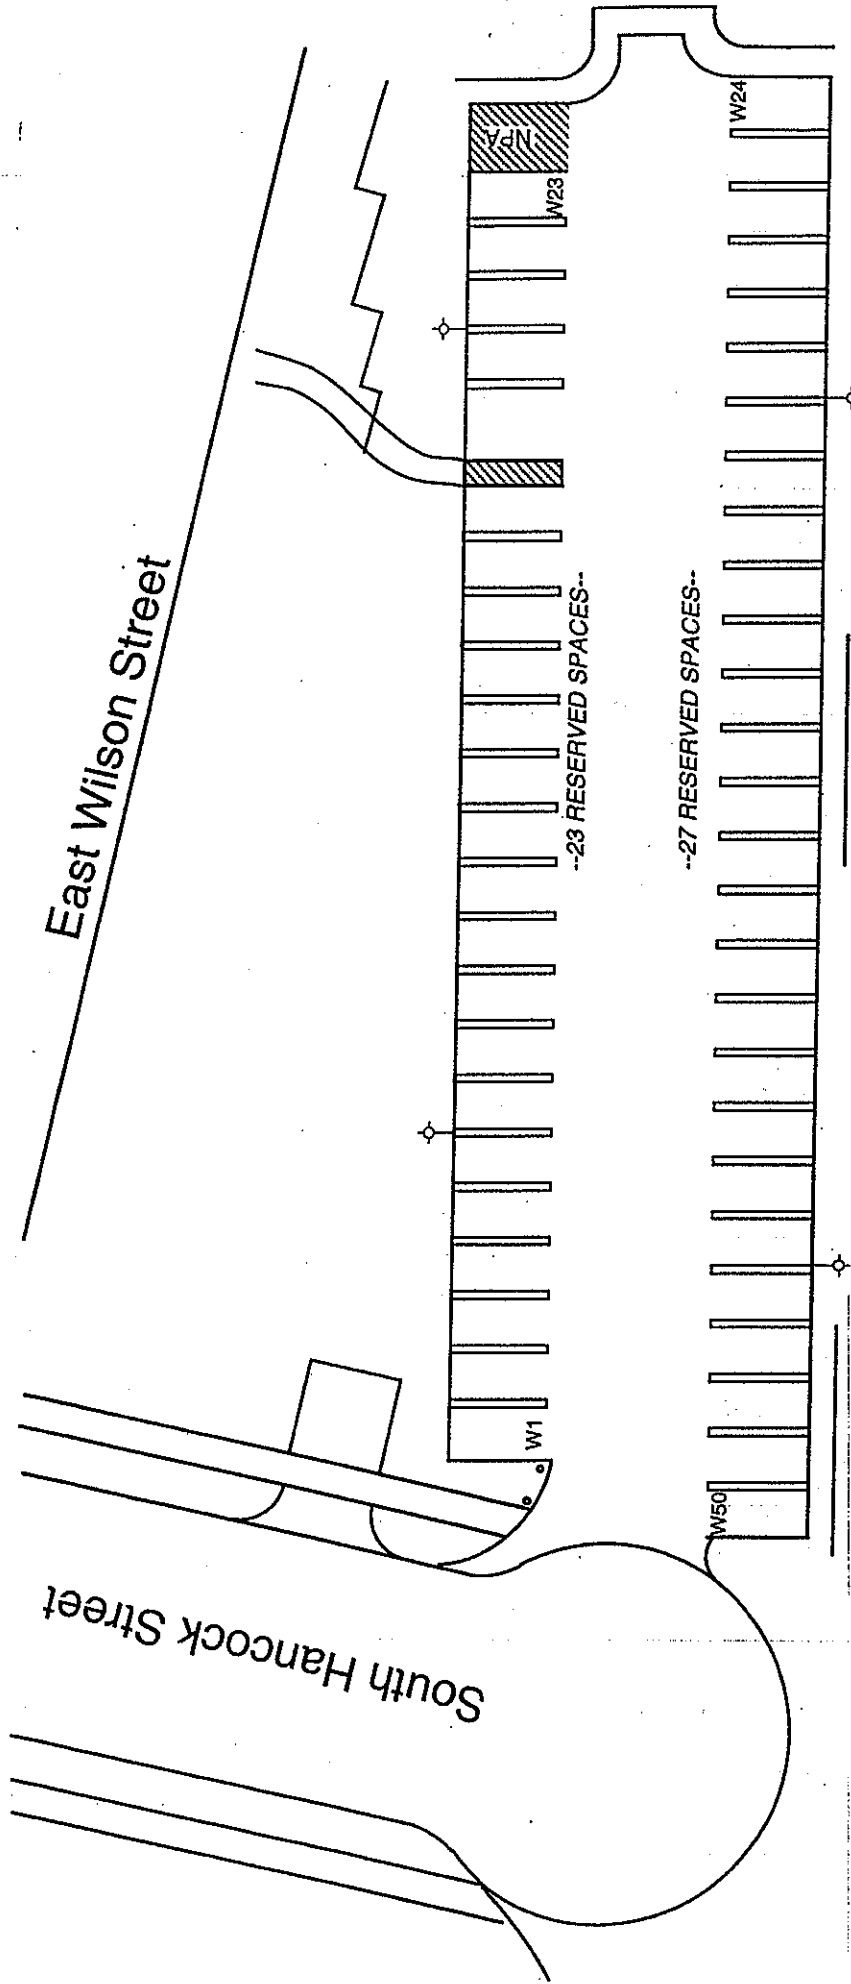 East Wilson Street
South Hancock Street
NPA
W23
W24
--23 RESERVED SPACES--
--27 RESERVED SPACES--
W1
W50